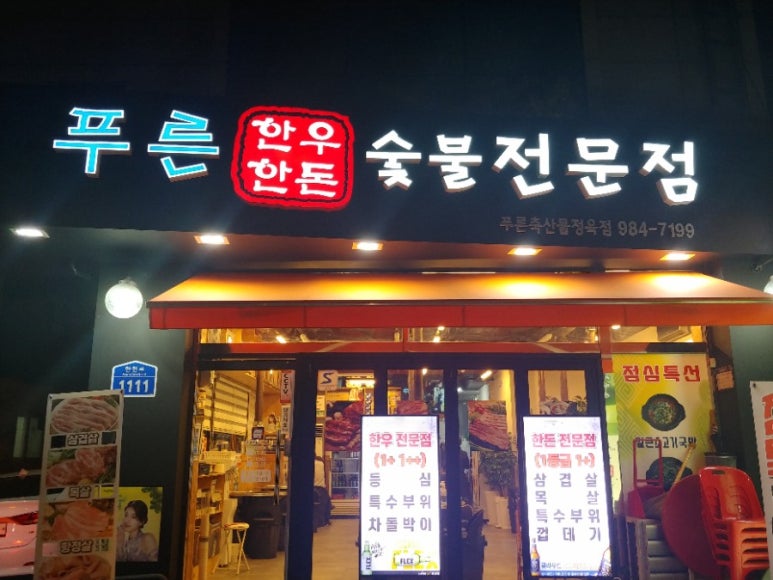 푸른 한우 한돈 숯불전문점
푸른축산물정육점 984-7199
1111
CCTV
삼겹살
목살
항정살
한우 전문점
(1+ 1++)
등심
특수부위
차돌박이
FLEX
한돈 전문점
(1등급 1+)
삼겹살
목살
특수부위
껍데기
점심특선